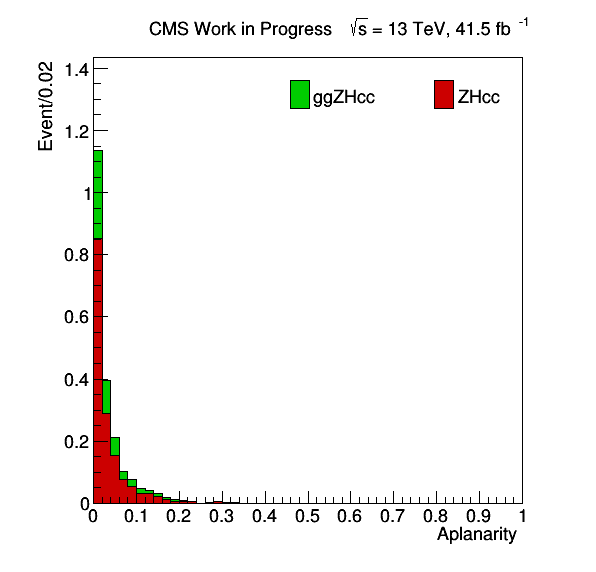 CMS Work in Progress √s = 13 TeV, 41.5 fb⁻¹
Event/0.02
1.4
1.2
1
0.8
0.6
0.4
0.2
0
ggZHcc ZHcc
0 0.1 0.2 0.3 0.4 0.5 0.6 0.7 0.8 0.9 1
Aplanarity